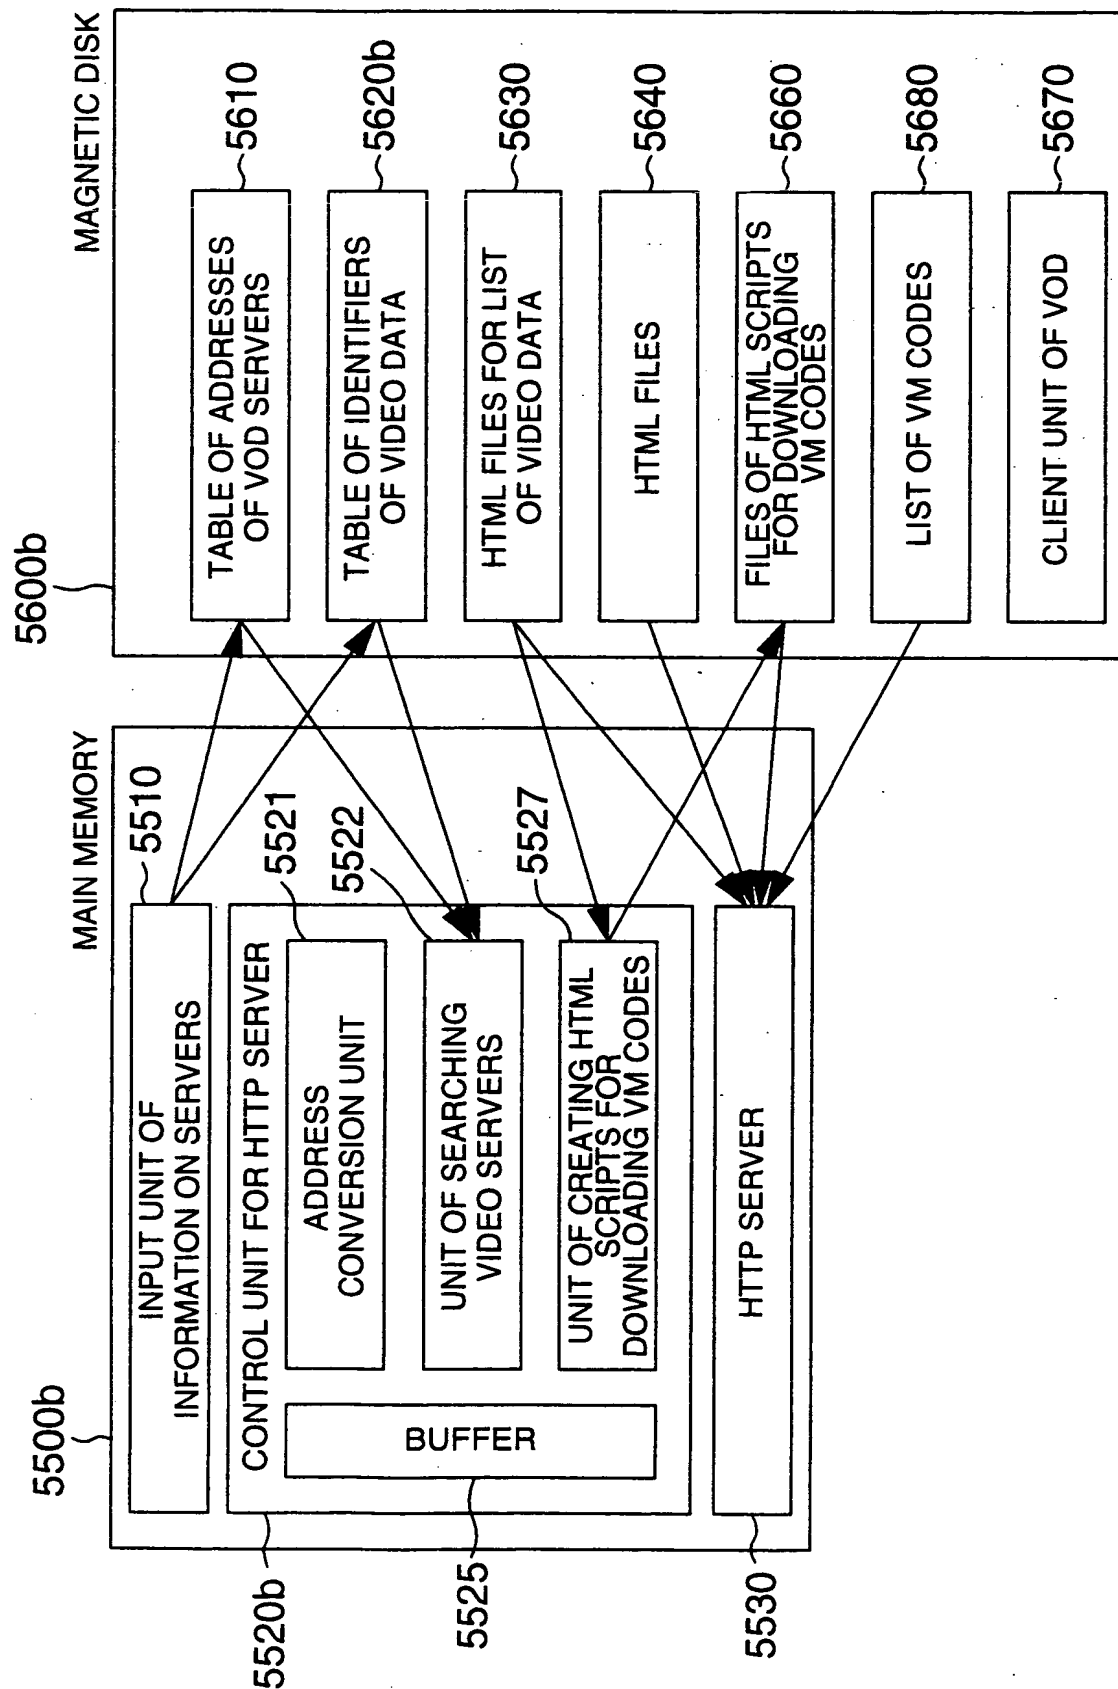 5500b
MAIN MEMORY
INPUT UNIT OF
INFORMATION ON SERVERS
5510
CONTROL UNIT FOR HTTP SERVER
5520b
BUFFER
5525
ADDRESS
CONVERSION UNIT
5521
UNIT OF SEARCHING
VIDEO SERVERS
5522
UNIT OF CREATING HTML
SCRIPTS FOR
DOWNLOADING VM CODES
5527
HTTP SERVER
5530
5600b
MAGNETIC DISK
TABLE OF ADDRESSES
OF VOD SERVERS
5610
TABLE OF IDENTIFIERS
OF VIDEO DATA
5620b
HTML FILES FOR LIST
OF VIDEO DATA
5630
HTML FILES
5640
FILES OF HTML SCRIPTS
FOR DOWNLOADING
VM CODES
5660
LIST OF VM CODES
5680
CLIENT UNIT OF VOD
5670